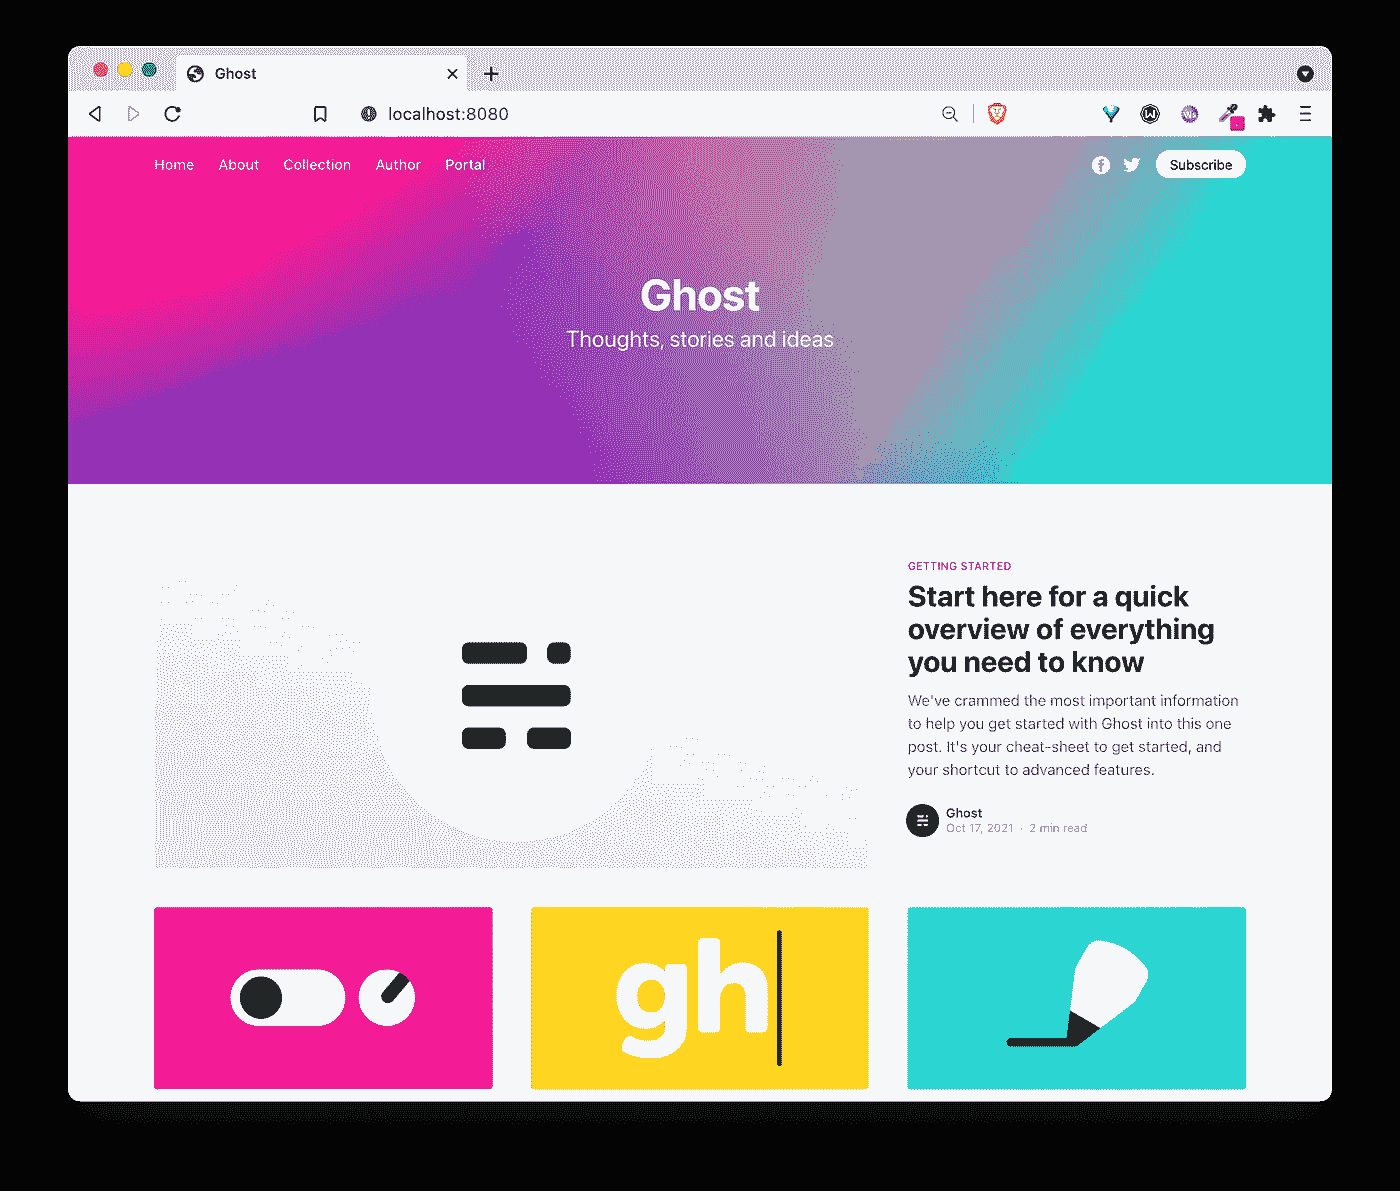 Ghost
localhost:8080
Home About Collection Author Portal
Subscribe
Ghost
Thoughts, stories and ideas
GETTING STARTED
Start here for a quick
overview of everything
you need to know
We've crammed the most important information
to help you get started with Ghost into this one
post. It's your cheat-sheet to get started, and
your shortcut to advanced features.
Ghost
Oct 17, 2021 · 2 min read
gh